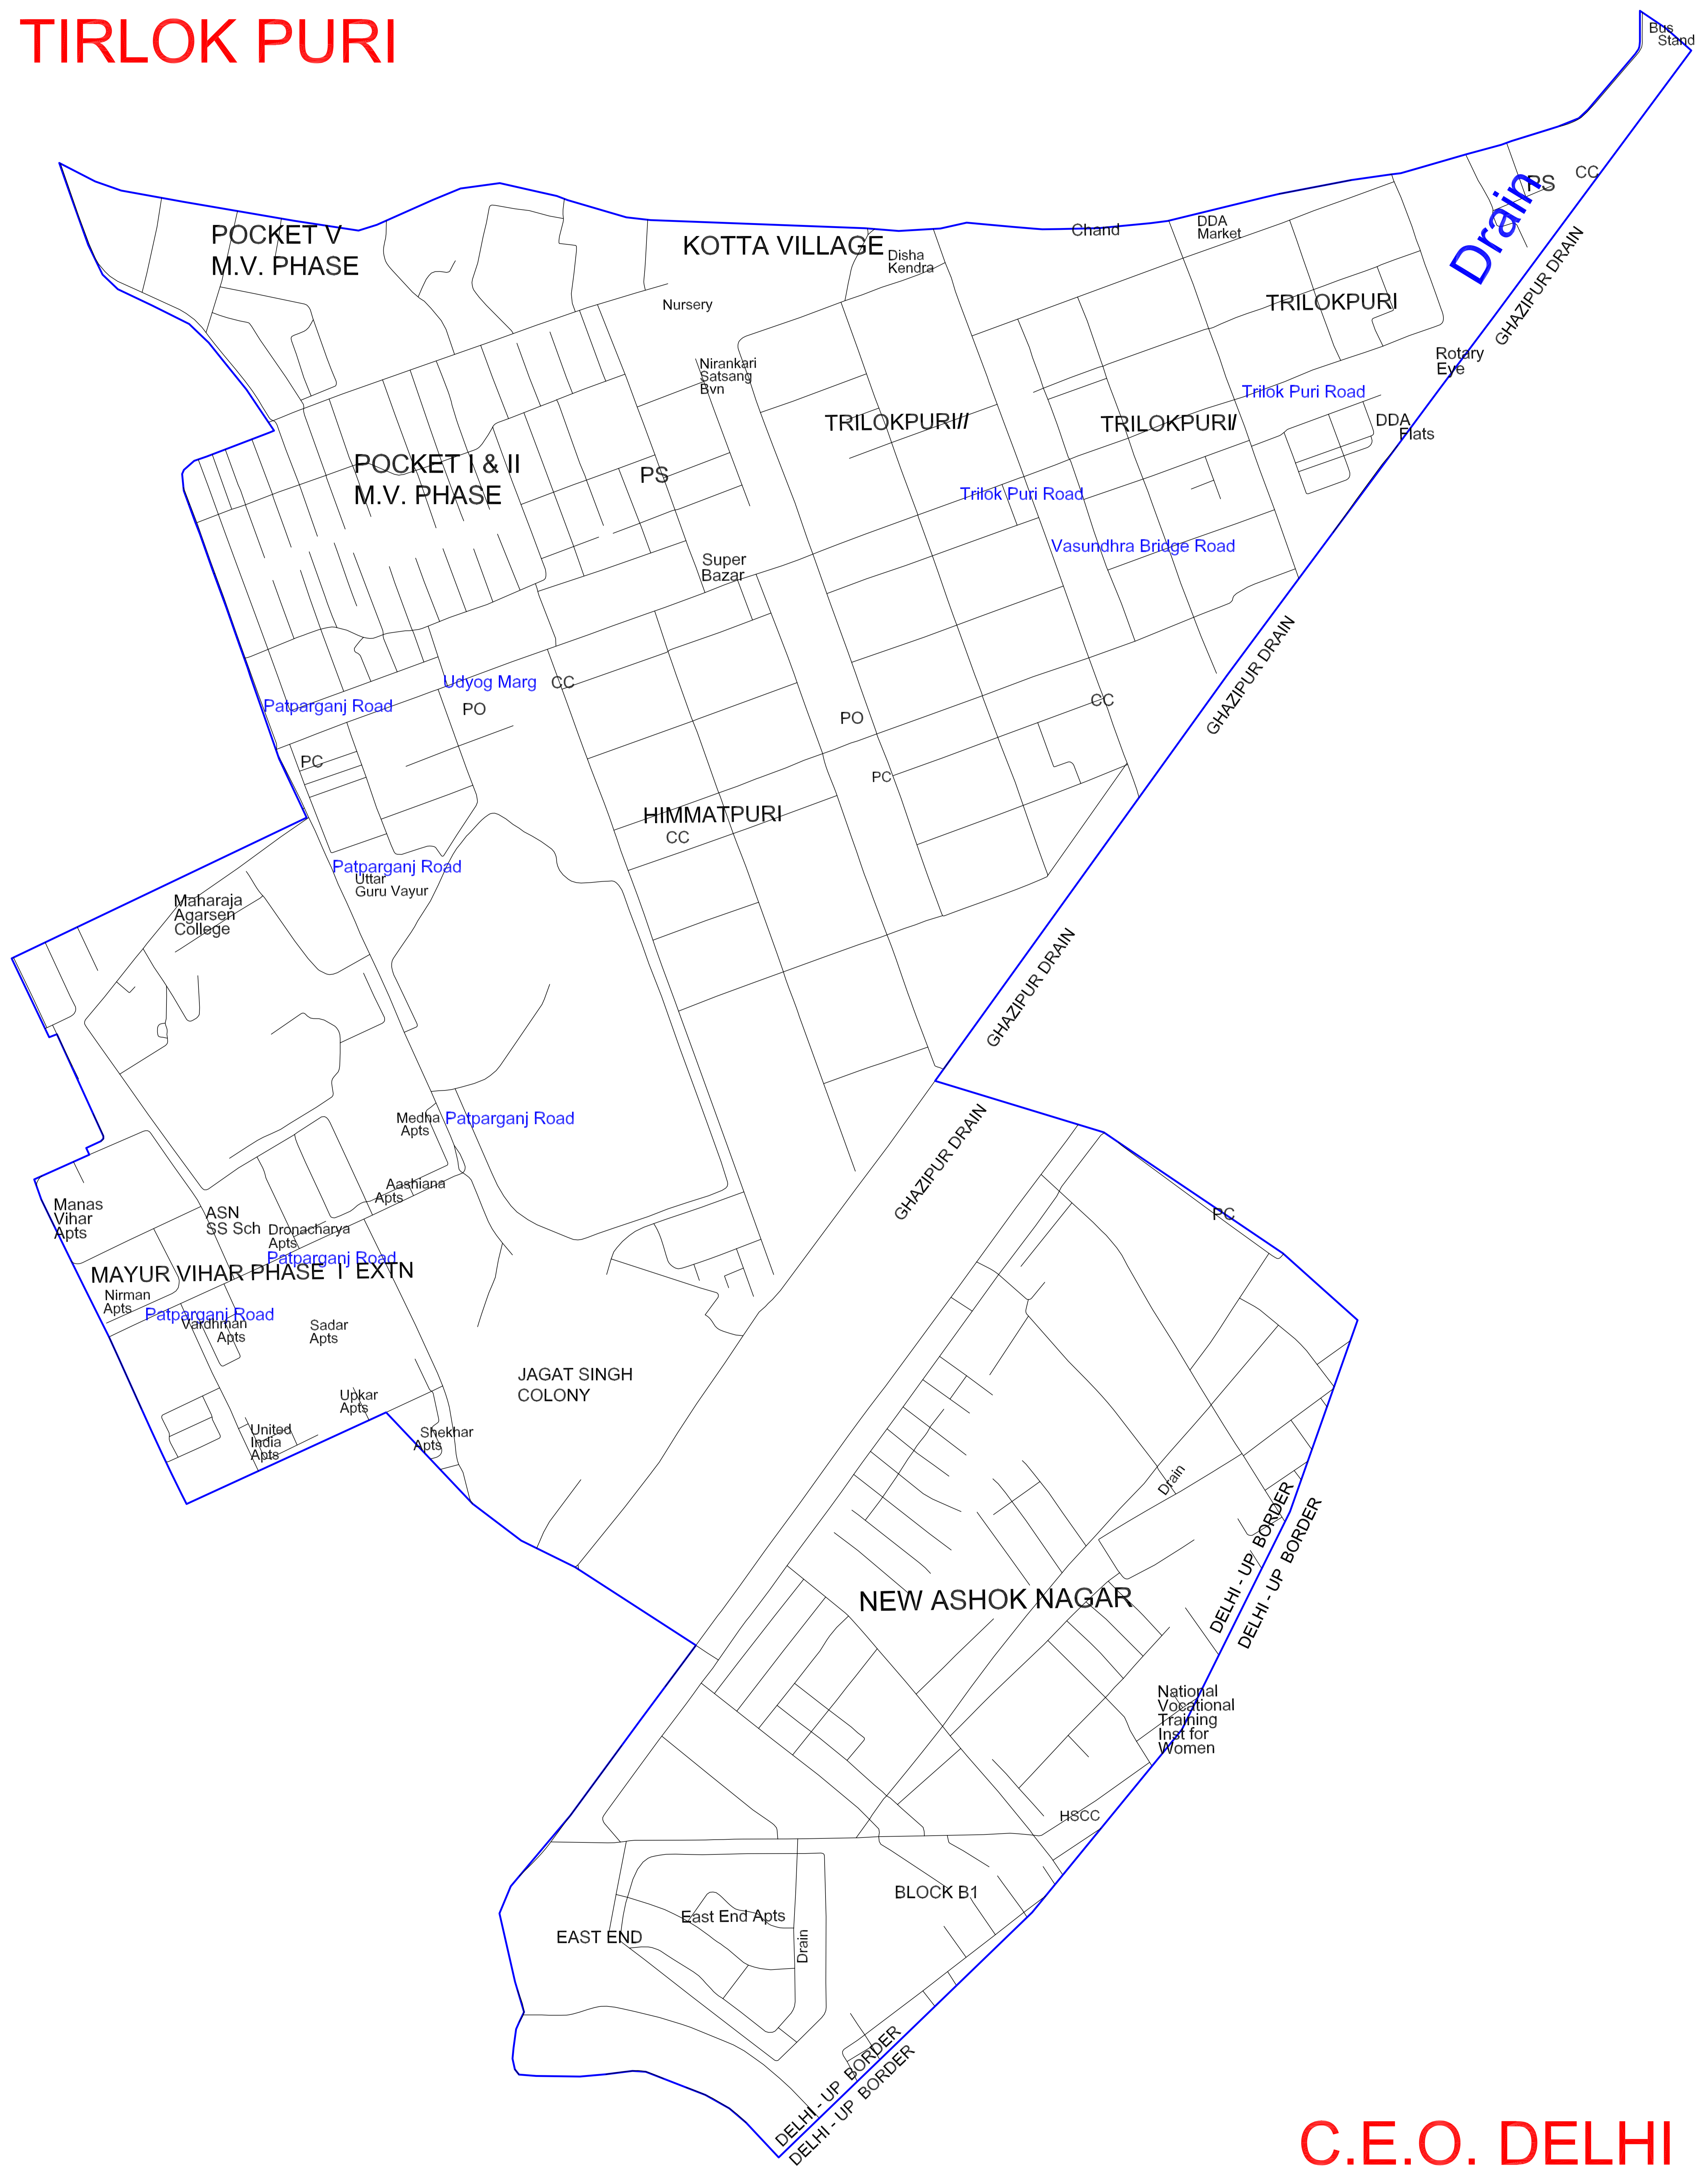 TIRLOK PURI
Bus
Stand
PS
CC
Drain
GHAZIPUR DRAIN
POCKET V
M.V. PHASE
KOTTA VILLAGE
Disha
Kendra
Chand
DDA
Market
Nursery
TRILOKPURI
Rotary
Eye
Nirankari
Satsang
Bvn
Trilok Puri Road
TRILOKPURI//
TRILOKPURI/
DDA
Flats
POCKET I & II
M.V. PHASE
PS
Trilok Puri Road
Vasundhra Bridge Road
Super
Bazar
GHAZIPUR DRAIN
Udyog Marg
CC
Patparganj Road
PO
PO
CC
PC
PC
HIMMATPURI
CC
Patparganj Road
Uttar
Guru Vayur
Maharaja
Agarsen
College
GHAZIPUR DRAIN
Medha
Apts
Patparganj Road
GHAZIPUR DRAIN
Aashiana
Apts
Manas
Vihar
Apts
ASN
SS Sch
Dronacharya
Apts
PC
Patparganj Road
MAYUR VIHAR PHASE I EXTN
Nirman
Apts
Patparganj Road
Vardhman
Apts
Sadar
Apts
JAGAT SINGH
COLONY
Upkar
Apts
United
India
Apts
Shekhar
Apts
Drain
DELHI - UP BORDER
DELHI - UP BORDER
NEW ASHOK NAGAR
National
Vocational
Training
Inst for
Women
HSCC
BLOCK B1
East End Apts
EAST END
Drain
DELHI - UP BORDER
DELHI - UP BORDER
C.E.O. DELHI